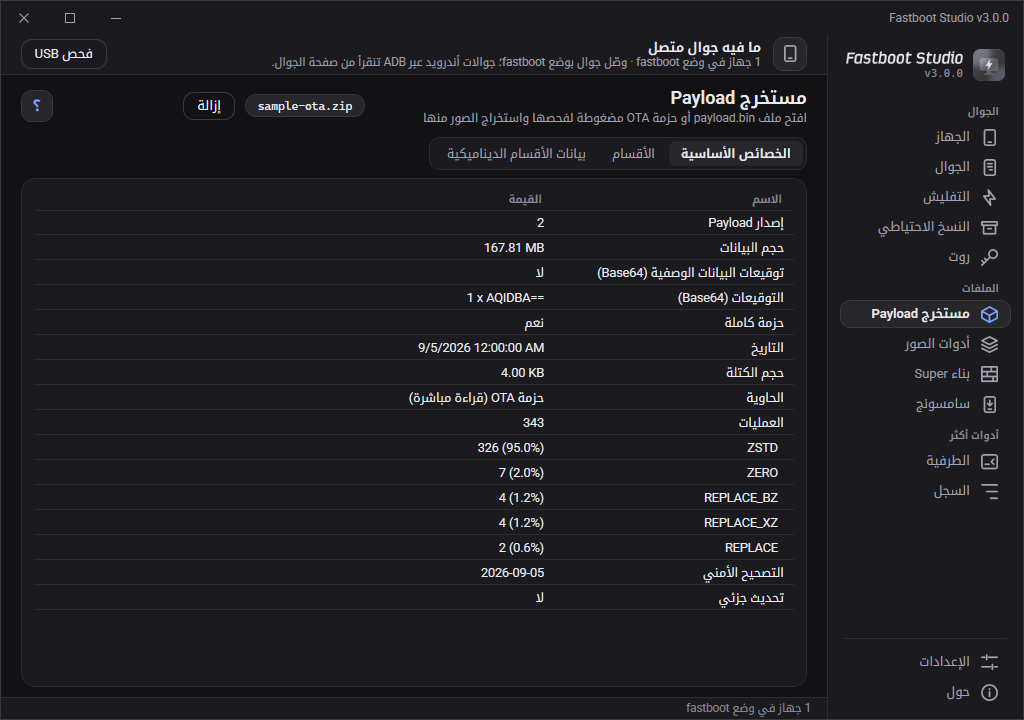 Fastboot Studio v3.0.0
Fastboot Studio
v3.0.0
الجوال
الجهاز
الجوال
التفليش
النسخ الاحتياطي
روت
الملفات
مستخرج Payload
أدوات الصور
بناء Super
سامسونج
أدوات أكثر
الطرفية
السجل
الإعدادات
حول
ما فيه جوال متصل
1 جهاز في وضع fastboot · وصّل جوال بوضع fastboot؛ جوالات أندرويد عبر ADB تنقرأ من صفحة الجوال.
فحص USB
مستخرج Payload
افتح ملف payload.bin أو حزمة OTA مضغوطة لفحصها واستخراج الصور منها
sample-ota.zip
إزالة
؟
الخصائص الأساسية الأقسام بيانات الأقسام الديناميكية
الاسم القيمة
إصدار Payload 2
حجم البيانات 167.81 MB
توقيعات البيانات الوصفية (Base64) لا
التوقيعات (Base64) 1 x AQIDBA==
حزمة كاملة نعم
التاريخ 9/5/2026 12:00:00 AM
حجم الكتلة 4.00 KB
الحاوية حزمة OTA (قراءة مباشرة)
العمليات 343
ZSTD 326 (95.0%)
ZERO 7 (2.0%)
REPLACE_BZ 4 (1.2%)
REPLACE_XZ 4 (1.2%)
REPLACE 2 (0.6%)
التصحيح الأمني 2026-09-05
تحديث جزئي لا
1 جهاز في وضع fastboot